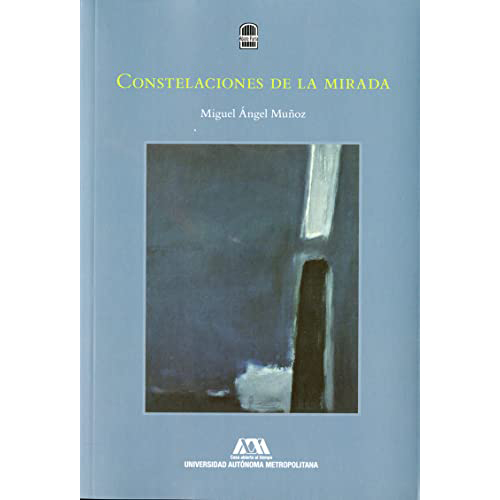 CONSTELACIONES DE LA MIRADA
Miguel Ángel Muñoz
Casa abierta al tiempo
UNIVERSIDAD AUTÓNOMA METROPOLITANA